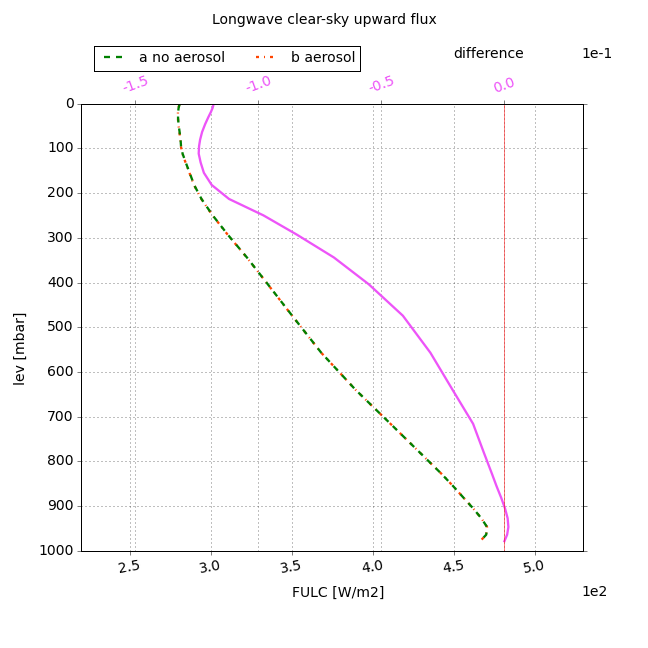 Longwave clear-sky upward flux
a no aerosol b aerosol difference 1e-1
-1.5 -1.0 -0.5 0.0
0
100
200
300
400
500
600
700
800
900
1000
lev [mbar]
2.5 3.0 3.5 4.0 4.5 5.0
FULC [W/m2] 1e2